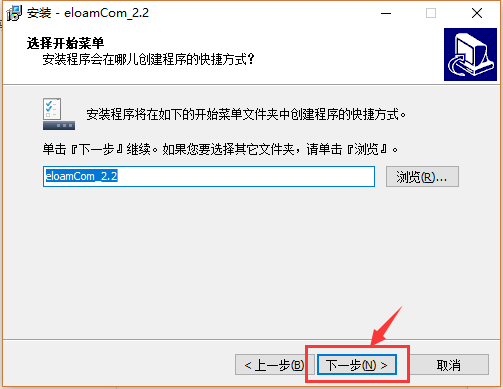 安装 - eloamCom_2.2
选择开始菜单
安装程序会在哪儿创建程序的快捷方式?
安装程序将在如下的开始菜单文件夹中创建程序的快捷方式。
单击『下一步』继续。如果您要选择其它文件夹,请单击『浏览』。
eloamCom_2.2
浏览(R)...
< 上一步(B)
下一步(N) >
取消